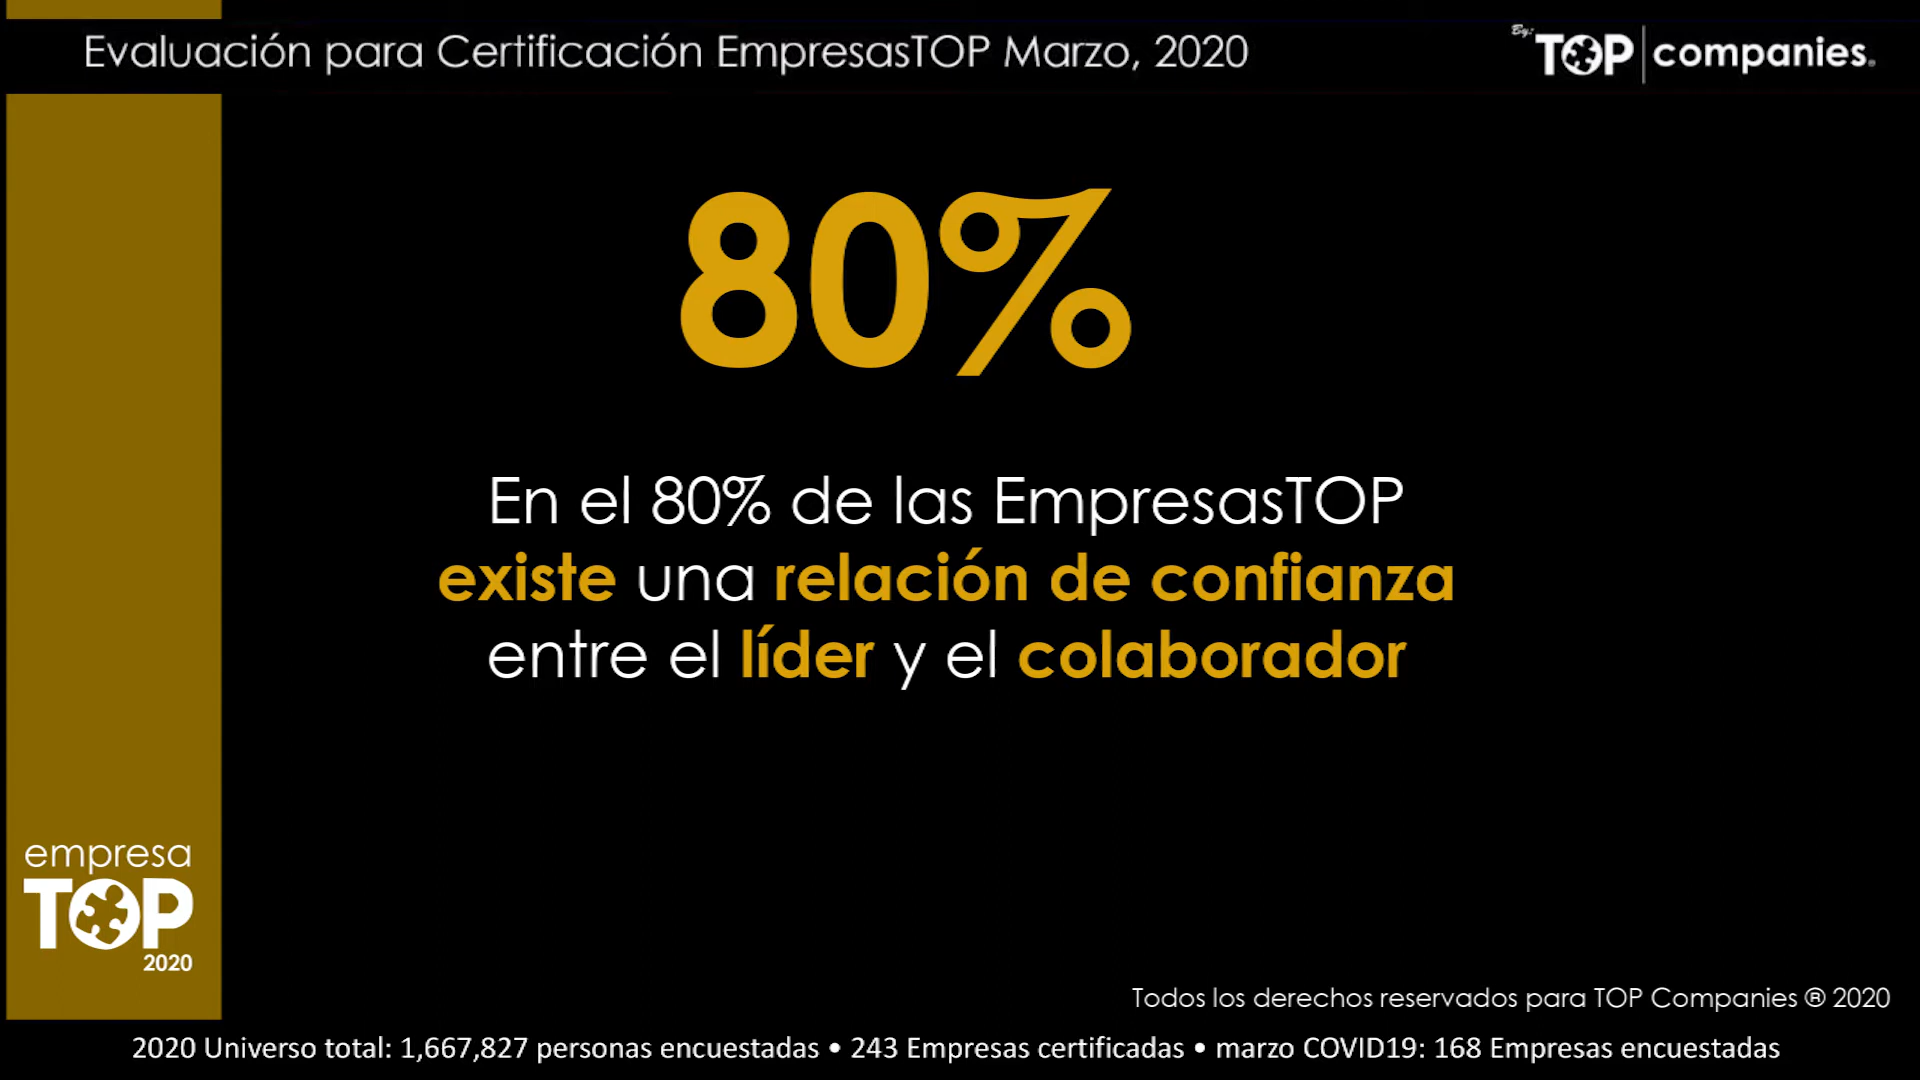 Evaluación para Certificación EmpresasTOP Marzo, 2020
By: TOP companies®
80%
En el 80% de las EmpresasTOP
existe una relación de confianza
entre el líder y el colaborador
empresa
TOP
2020
Todos los derechos reservados para TOP Companies ® 2020
2020 Universo total: 1,667,827 personas encuestadas • 243 Empresas certificadas • marzo COVID19: 168 Empresas encuestadas